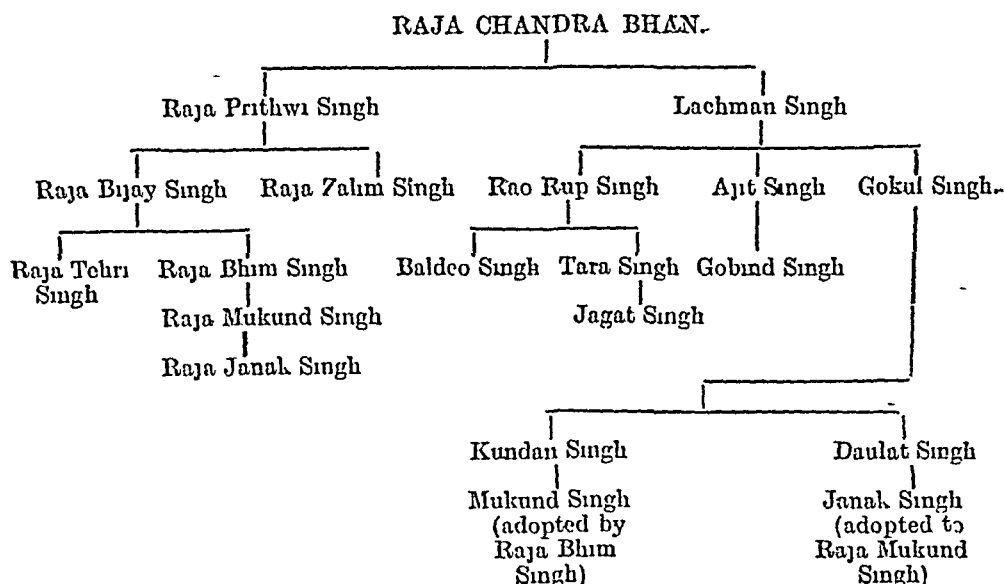 RAJA CHANDRA BHÁN.
Raja Prithwi Singh Lachman Singh
Raja Bijay Singh Raja Zalim Singh Rao Rup Singh Ajit Singh Gokul Singh.
Raja Tehri Singh
Raja Bhim Singh Baldeo Singh Tara Singh Gobind Singh
Raja Mukund Singh Jagat Singh
Raja Janak Singh
Kundan Singh Daulat Singh
Mukund Singh
(adopted by
Raja Bhim
Singh)
Janak Singh
(adopted to
Raja Mukund
Singh)